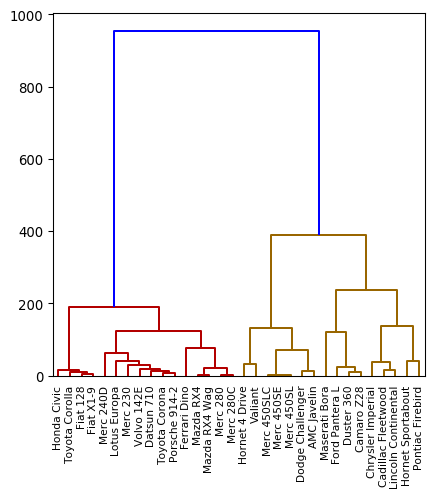 1000
800
600
400
200
0
Honda Civic
Toyota Corolla
Fiat 128
Fiat X1-9
Merc 240D
Lotus Europa
Merc 230
Volvo 142E
Datsun 710
Toyota Corona
Porsche 914-2
Ferrari Dino
Mazda RX4
Mazda RX4 Wag
Merc 280
Merc 280C
Hornet 4 Drive
Valiant
Merc 450SLC
Merc 450SE
Merc 450SL
Dodge Challenger
AMC Javelin
Maserati Bora
Ford Pantera L
Duster 360
Camaro Z28
Chrysler Imperial
Cadillac Fleetwood
Lincoln Continental
Hornet Sportabout
Pontiac Firebird